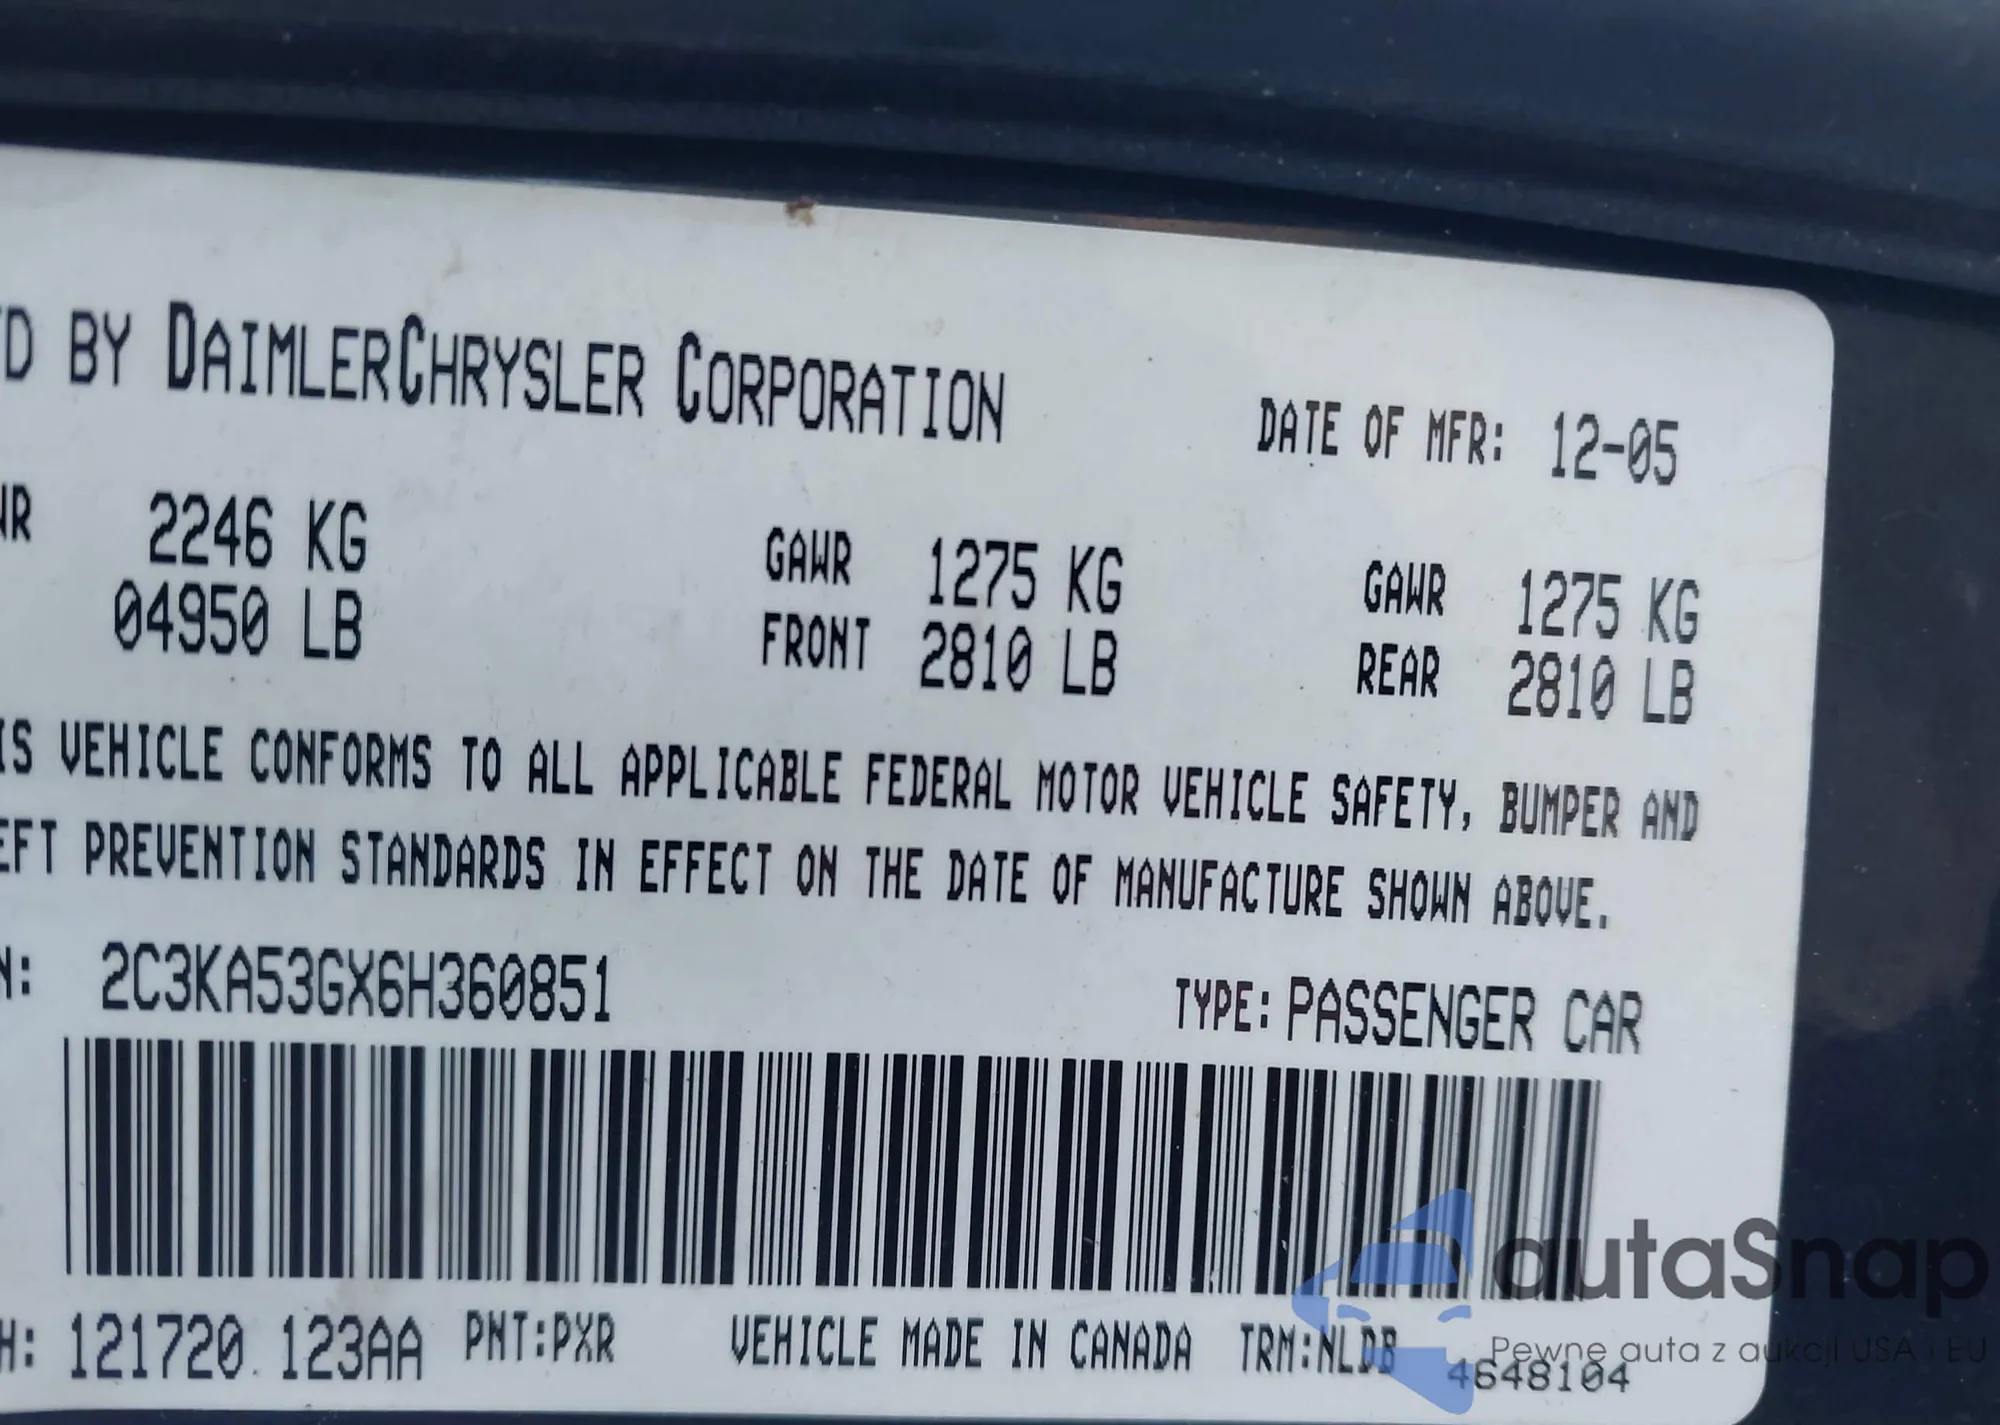 D BY DAIMLERCHRYSLER CORPORATION
DATE OF MFR: 12-05
WR 2246 KG GAWR 1275 KG GAWR 1275 KG
04950 LB FRONT 2810 LB REAR 2810 LB
IS VEHICLE CONFORMS TO ALL APPLICABLE FEDERAL MOTOR VEHICLE SAFETY, BUMPER AND
EFT PREVENTION STANDARDS IN EFFECT ON THE DATE OF MANUFACTURE SHOWN ABOVE.
N: 2C3KA53GX6H360851 TYPE: PASSENGER CAR
autaSnap
Pewne auta z aukcji USA i EU
H: 121720 123AA PNT:PXR VEHICLE MADE IN CANADA TRM:NLDB 4648104